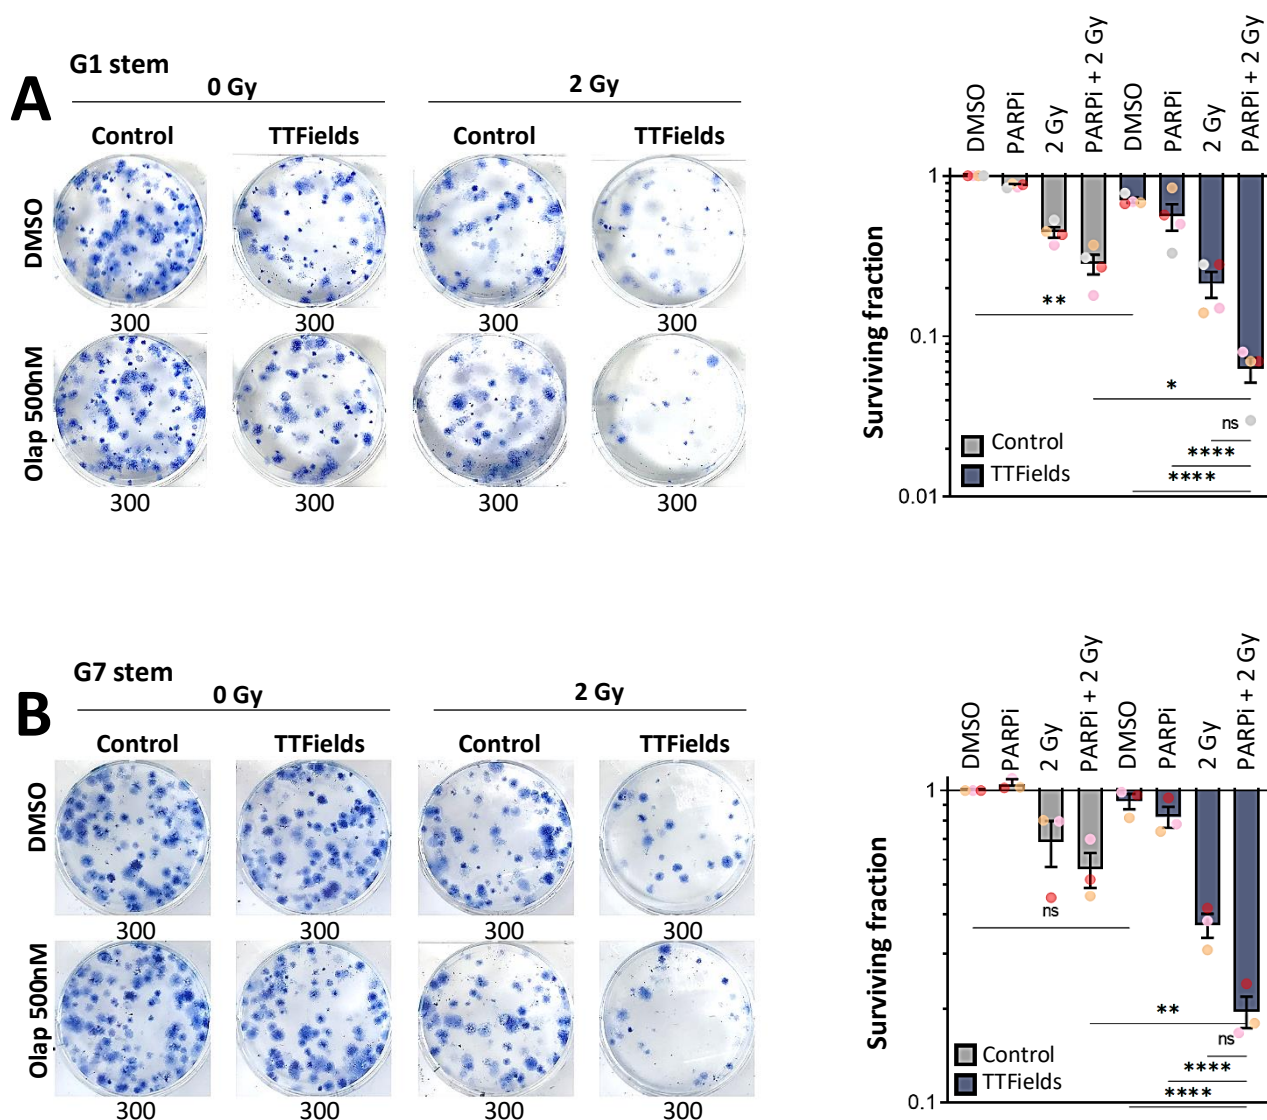 A
G1 stem
0 Gy
2 Gy
Control TTFields Control TTFields
DMSO
300 300 300 300
Olap 500nM
300 300 300 300
DMSO
PARPi
2 Gy
PARPi + 2 Gy
DMSO
PARPi
2 Gy
PARPi + 2 Gy
Surviving fraction
1
0.1
0.01
**
*
ns
****
****
Control
TTFields
B
G7 stem
0 Gy
2 Gy
Control TTFields Control TTFields
DMSO
300 300 300 300
Olap 500nM
300 300 300 300
DMSO
PARPi
2 Gy
PARPi + 2 Gy
DMSO
PARPi
2 Gy
PARPi + 2 Gy
Surviving fraction
1
0.1
ns
**
ns
****
****
Control
TTFields